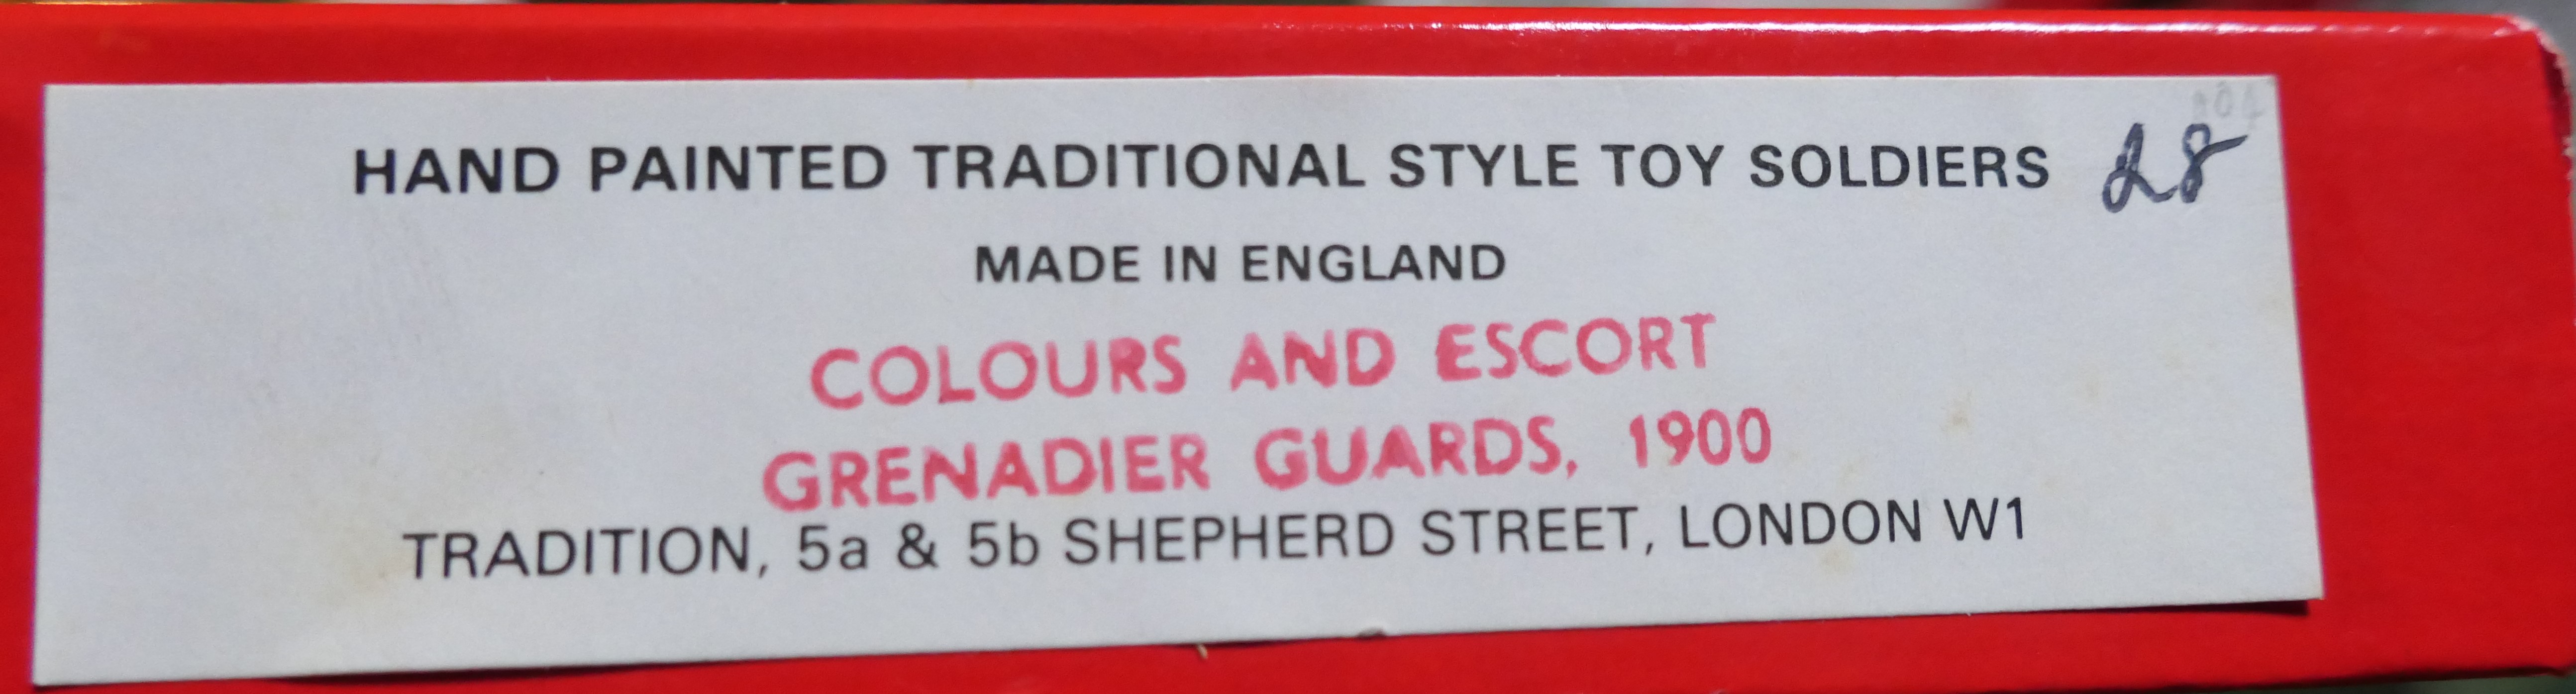 HAND PAINTED TRADITIONAL STYLE TOY SOLDIERS 28
MADE IN ENGLAND
COLOURS AND ESCORT
GRENADIER GUARDS, 1900
TRADITION, 5a & 5b SHEPHERD STREET, LONDON W1